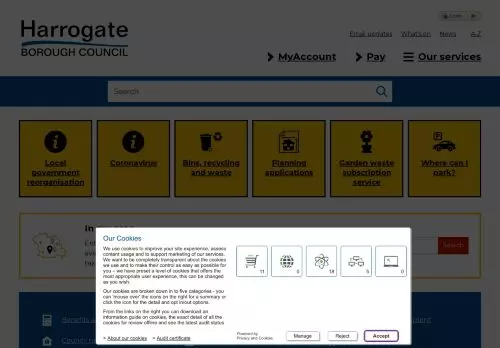 Harrogate
BOROUGH COUNCIL
Email updates What's on News A-Z
MyAccount Pay Our services
Search
Local government reorganisation
Coronavirus
Bins, recycling and waste
Planning applications
Garden waste subscription service
Where can I park?
Search
Our Cookies
We use cookies to improve your site experience, assess
content usage and to support marketing of our services.
We want to be completely transparent about the cookies
we use and to make their control as easy as possible for
you – we have preset a level of cookies that offers the
most appropriate user experience, this can be changed
as you wish.
Our cookies are broken down in to five categories - you
can 'mouse over' the icons on the right for a summary or
click the icon for the detail and opt in/out options.
From the links on the right you can download an
information guide on cookies, the exact detail of all
the cookies for review offline and see the latest audit status
> About our cookies > Audit certificate
11 0 18 5 0
Powered by
Privacy and Cookies
Manage Reject Accept